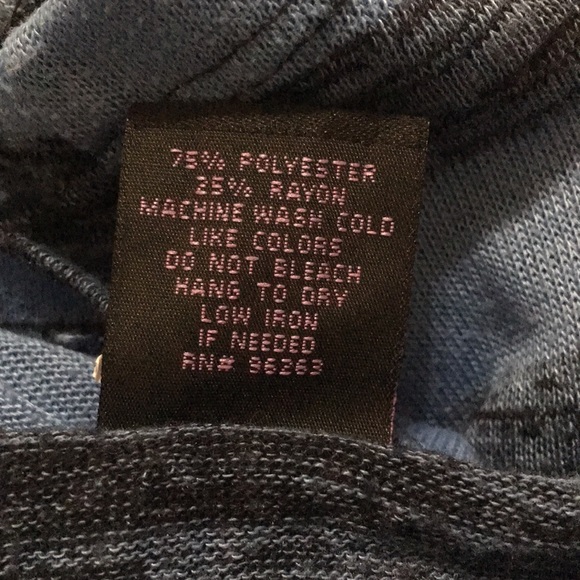 75% POLYESTER
25% RAYON
MACHINE WASH COLD
LIKE COLORS
DO NOT BLEACH
HANG TO DRY
LOW IRON
IF NEEDED
RN# 96363